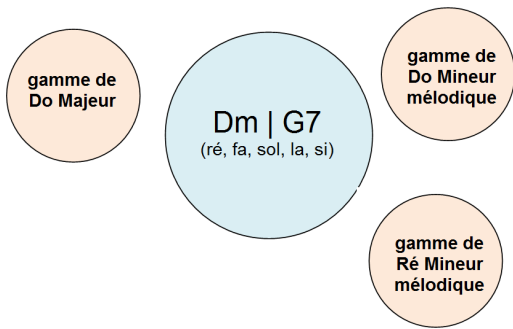 gamme de
Do Majeur
Dm | G7
(ré, fa, sol, la, si)
gamme de
Do Mineur
mélodique
gamme de
Ré Mineur
mélodique